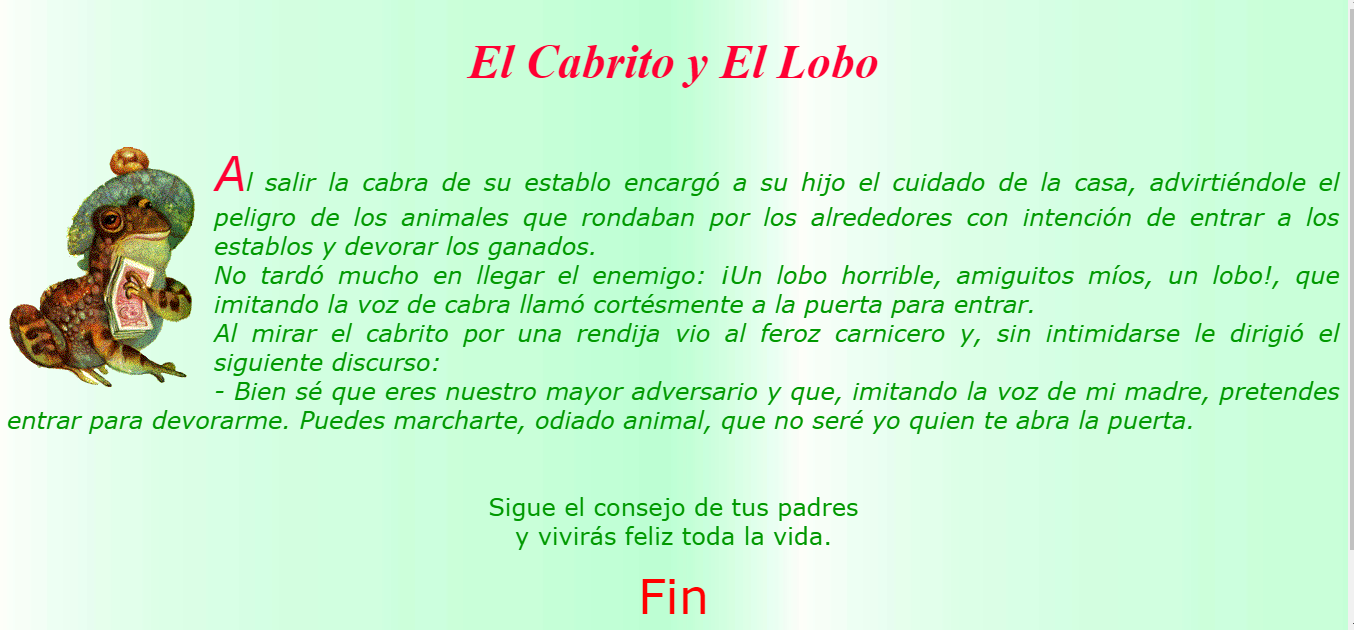 El Cabrito y El Lobo
Al salir la cabra de su establo encargó a su hijo el cuidado de la casa, advirtiéndole el
peligro de los animales que rondaban por los alrededores con intención de entrar a los
establos y devorar los ganados.
No tardó mucho en llegar el enemigo: ¡Un lobo horrible, amiguitos míos, un lobo!, que
imitando la voz de cabra llamó cortésmente a la puerta para entrar.
Al mirar el cabrito por una rendija vio al feroz carnicero y, sin intimidarse le dirigió el
siguiente discurso:
- Bien sé que eres nuestro mayor adversario y que, imitando la voz de mi madre, pretendes
entrar para devorarme. Puedes marcharte, odiado animal, que no seré yo quien te abra la puerta.
Sigue el consejo de tus padres
y vivirás feliz toda la vida.
Fin